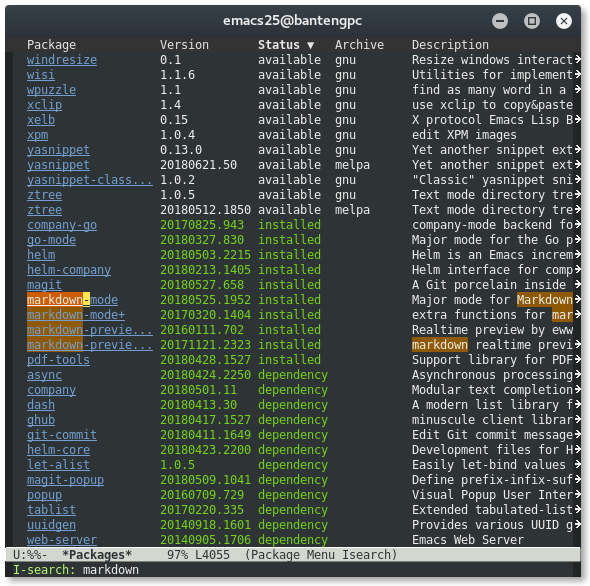 emacs25@bantengpc
Package Version Status ▼ Archive Description
windresize 0.1 available gnu Resize windows interact
wisi 1.1.6 available gnu Utilities for implement
wpuzzle 1.1 available gnu find as many word in a
xclip 1.4 available gnu use xclip to copy&paste
xelb 0.15 available gnu X protocol Emacs Lisp B
xpm 1.0.4 available gnu edit XPM images
yasnippet 0.13.0 available gnu Yet another snippet ext
yasnippet 20180621.50 available melpa Yet another snippet ext
yasnippet-class... 1.0.2 available gnu "Classic" yasnippet sni
ztree 1.0.5 available gnu Text mode directory tre
ztree 20180512.1850 available melpa Text mode directory tre
company-go 20170825.943 installed company-mode backend fo
go-mode 20180327.830 installed Major mode for the Go p
helm 20180503.2215 installed Helm is an Emacs increm
helm-company 20180213.1405 installed Helm interface for comp
magit 20180527.658 installed A Git porcelain inside
markdown-mode 20180525.1952 installed Major mode for Markdown
markdown-mode+ 20170320.1404 installed extra functions for mar
markdown-previe... 20160111.702 installed Realtime preview by eww
markdown-previe... 20171121.2323 installed markdown realtime previ
pdf-tools 20180428.1527 installed Support library for PDF
async 20180424.2250 dependency Asynchronous processing
company 20180501.11 dependency Modular text completion
dash 20180413.30 dependency A modern list library f
ghub 20180417.1527 dependency minuscule client librar
git-commit 20180411.1649 dependency Edit Git commit message
helm-core 20180423.2200 dependency Development files for H
let-alist 1.0.5 dependency Easily let-bind values
magit-popup 20180509.1041 dependency Define prefix-infix-suf
popup 20160709.729 dependency Visual Popup User Inter
tablist 20170220.335 dependency Extended tabulated-list
uuidgen 20140918.1601 dependency Provides various UUID g
web-server 20140905.1706 dependency Emacs Web Server
U:%%- *Packages* 97% L4055 (Package Menu Isearch)
I-search: markdown